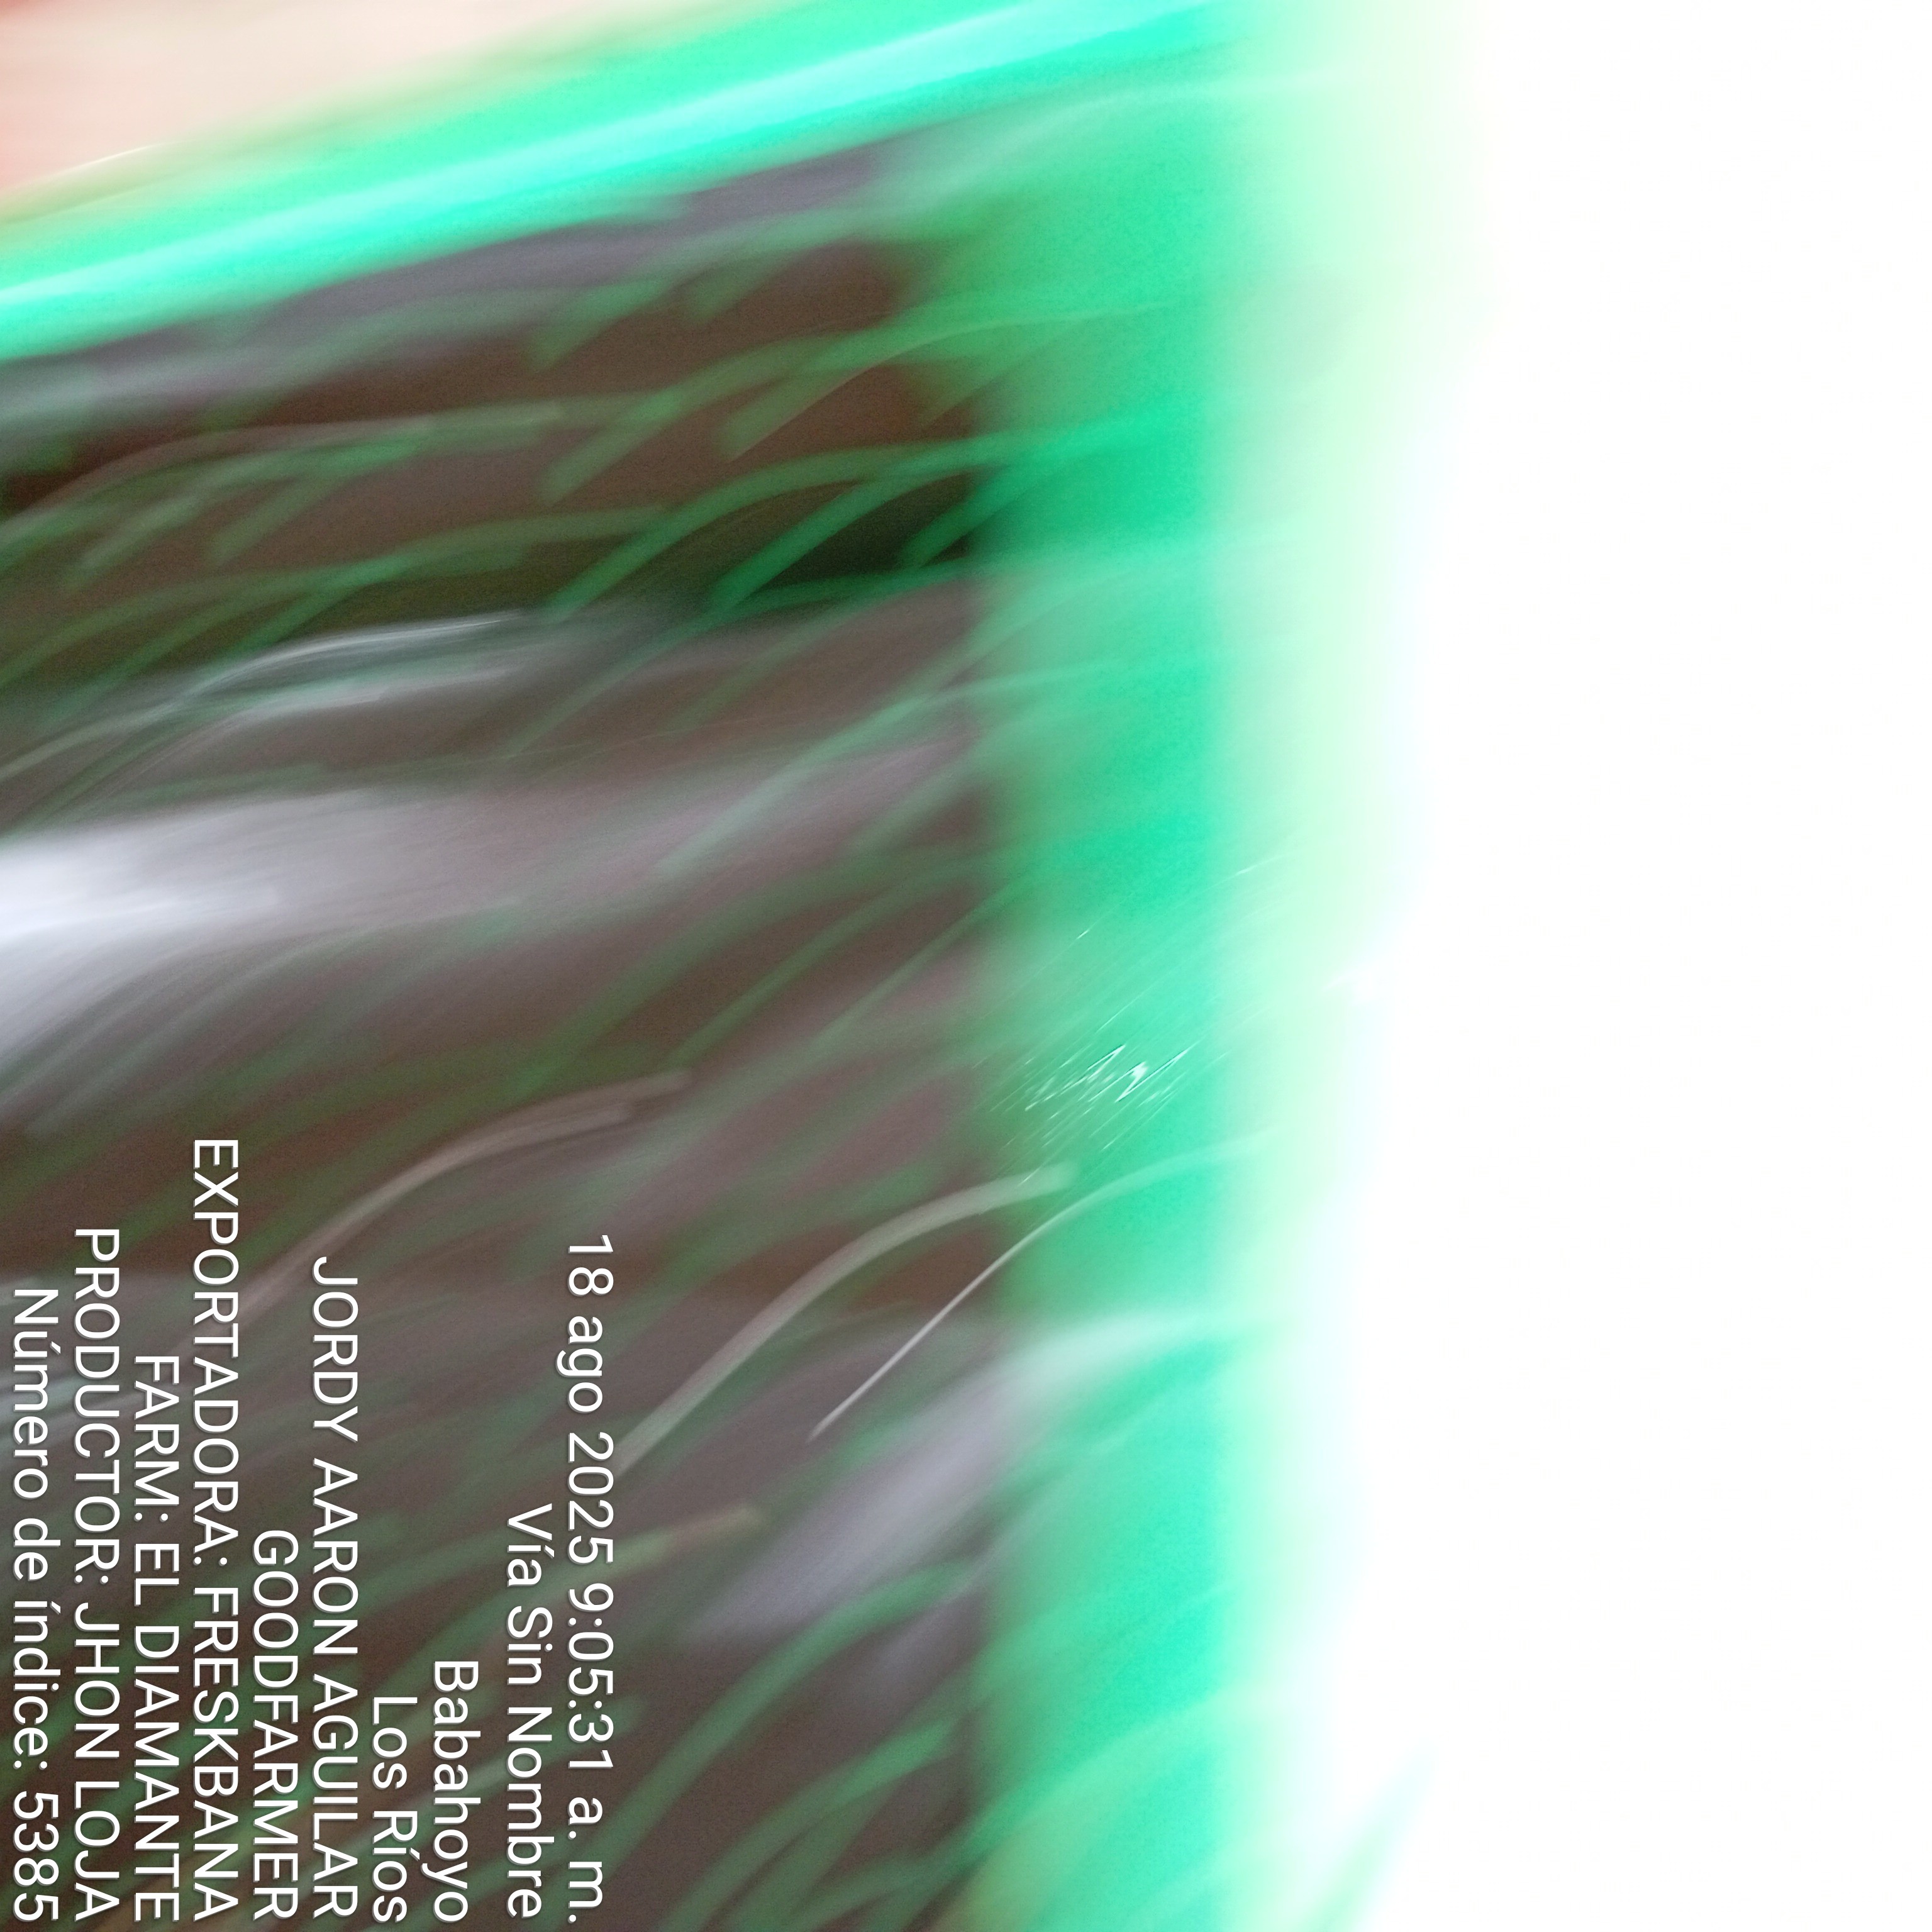 18 ago 2025 9:05:31 a. m.
Vía Sin Nombre
Babahoyo
Los Ríos
JORDY AARON AGUILAR
GOODFARMER
EXPORTADORA: FRESKBANA
FARM: EL DIAMANTE
PRODUCTOR: JHON LOJA
Número de índice: 5385